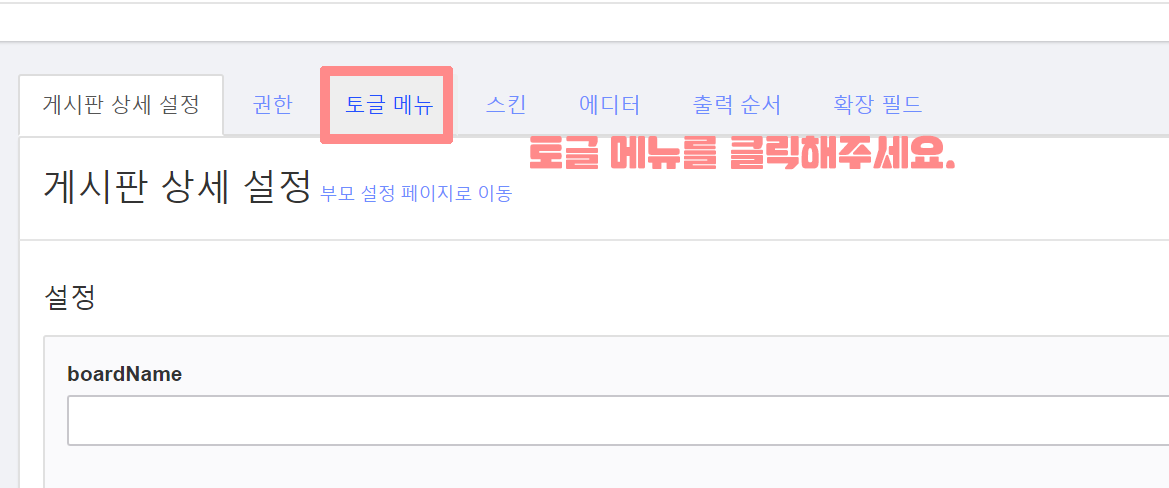 게시판 상세 설정 권한 토글 메뉴 스킨 에디터 출력 순서 확장 필드
토글 메뉴를 클릭해주세요.
게시판 상세 설정 부모 설정 페이지로 이동
설정
boardName